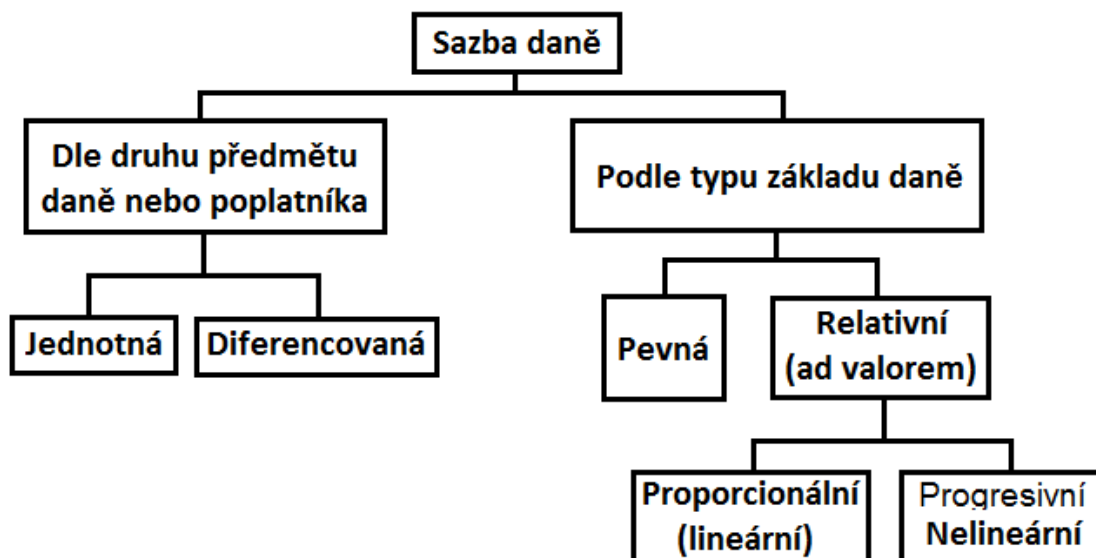 Sazba daně
Dle druhu předmětu
daně nebo poplatníka
Podle typu základu daně
Jednotná
Diferencovaná
Pevná
Relativní
(ad valorem)
Proporcionální
(lineární)
Progresivní
Nelineární